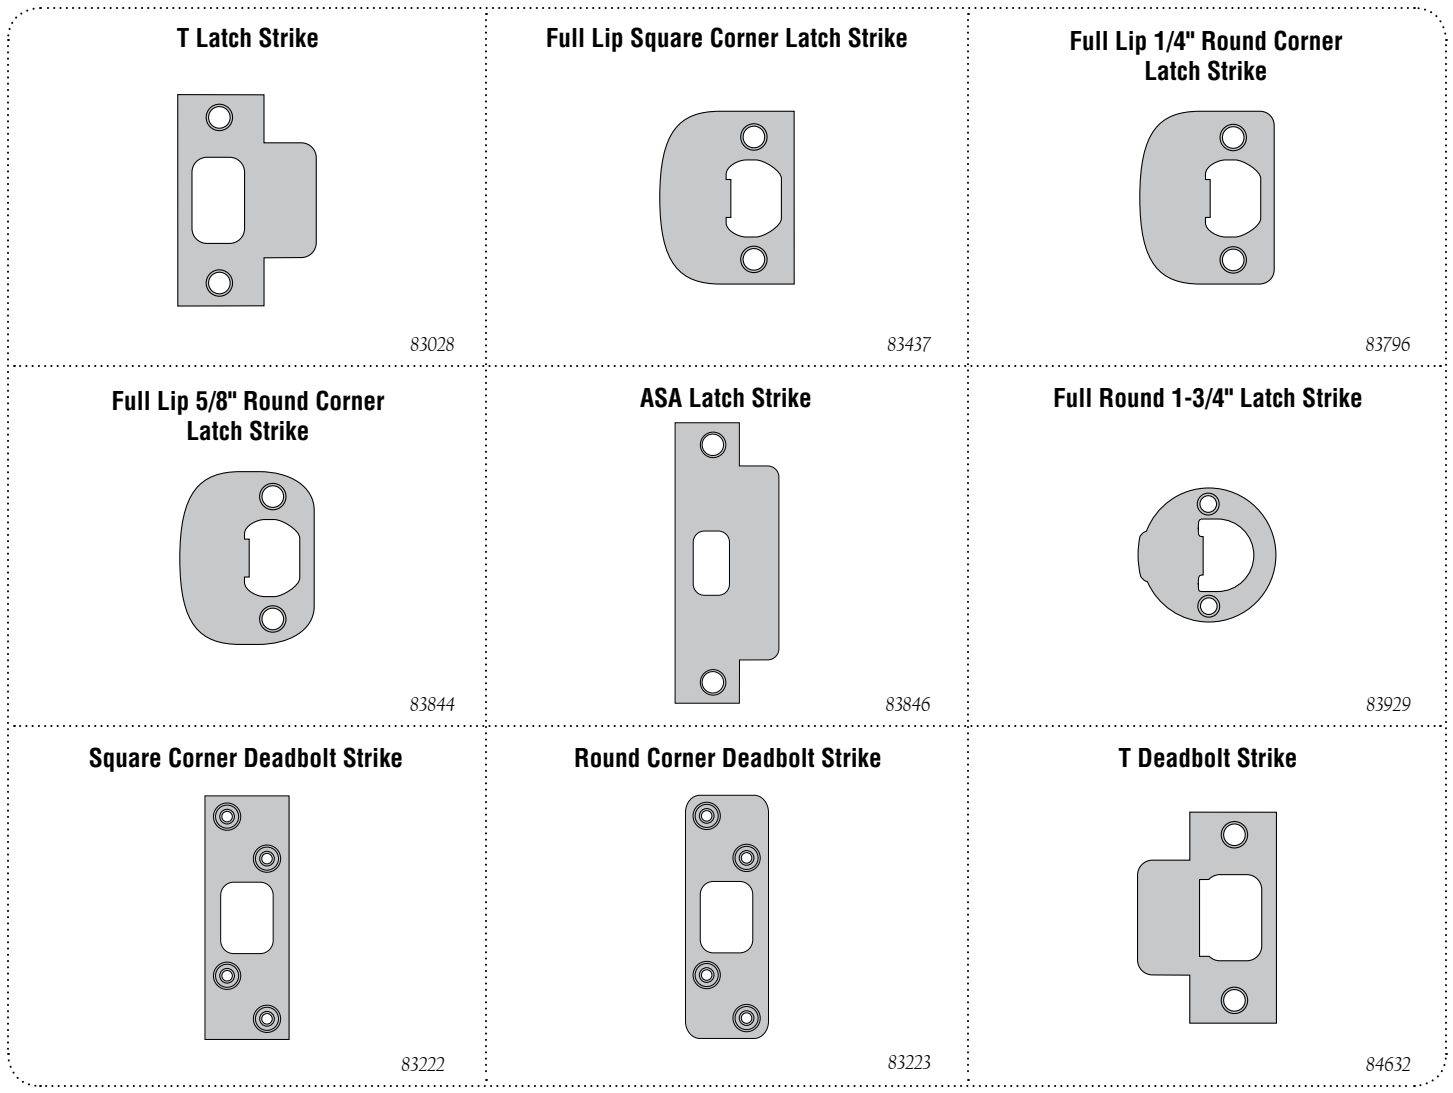 T Latch Strike
83028
Full Lip Square Corner Latch Strike
83437
Full Lip 1/4" Round Corner
Latch Strike
83796
Full Lip 5/8" Round Corner
Latch Strike
83844
ASA Latch Strike
83846
Full Round 1-3/4" Latch Strike
83929
Square Corner Deadbolt Strike
83222
Round Corner Deadbolt Strike
83223
T Deadbolt Strike
84632